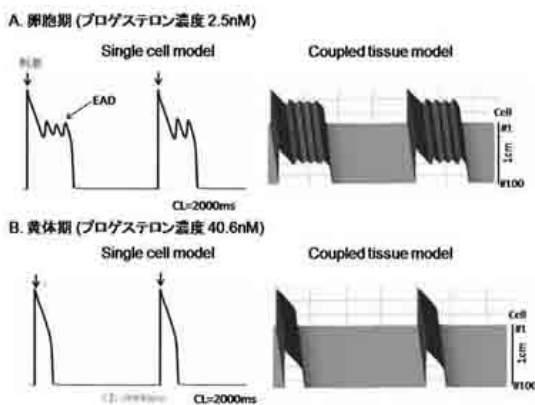 A. 卵胞期 (プロゲステロン濃度 2.5nM)
Single cell model
Coupled tissue model
刺激
EAD
Cell
#1
1cm
#100
CL=2000ms
B. 黄体期 (プロゲステロン濃度 40.6nM)
Single cell model
Coupled tissue model
Cell
#1
1cm
#100
CL=2000ms